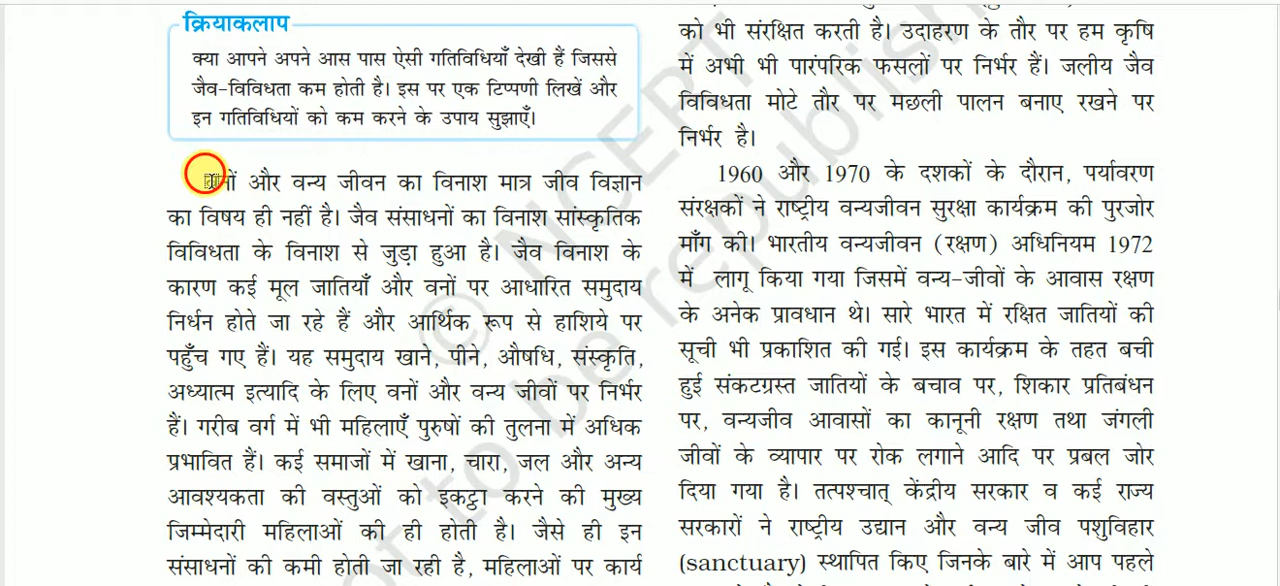 क्रियाकलाप
क्या आपने अपने आस पास ऐसी गतिविधियाँ देखी हैं जिससे
जैव-विविधता कम होती है। इस पर एक टिप्पणी लिखें और
इन गतिविधियों को कम करने के उपाय सुझाएँ।
और वन्य जीवन का विनाश मात्र जीव विज्ञान
का विषय ही नहीं है। जैव संसाधनों का विनाश सांस्कृतिक
विविधता के विनाश से जुड़ा हुआ है। जैव विनाश के
कारण कई मूल जातियाँ और वनों पर आधारित समुदाय
निर्धन होते जा रहे हैं और आर्थिक रूप से हाशिये पर
पहुँच गए हैं। यह समुदाय खाने, पीने, औषधि, संस्कृति,
अध्यात्म इत्यादि के लिए वनों और वन्य जीवों पर निर्भर
हैं। गरीब वर्ग में भी महिलाएँ पुरुषों की तुलना में अधिक
प्रभावित हैं। कई समाजों में खाना, चारा, जल और अन्य
आवश्यकता की वस्तुओं को इकट्ठा करने की मुख्य
जिम्मेदारी महिलाओं की ही होती है। जैसे ही इन
संसाधनों की कमी होती जा रही है, महिलाओं पर कार्य
को भी संरक्षित करती है। उदाहरण के तौर पर हम कृषि
में अभी भी पारंपरिक फसलों पर निर्भर हैं। जलीय जैव
विविधता मोटे तौर पर मछली पालन बनाए रखने पर
निर्भर है।
1960 और 1970 के दशकों के दौरान, पर्यावरण
संरक्षकों ने राष्ट्रीय वन्यजीवन सुरक्षा कार्यक्रम की पुरजोर
माँग की। भारतीय वन्यजीवन (रक्षण) अधिनियम 1972
में लागू किया गया जिसमें वन्य-जीवों के आवास रक्षण
के अनेक प्रावधान थे। सारे भारत में रक्षित जातियों की
सूची भी प्रकाशित की गई। इस कार्यक्रम के तहत बची
हुई संकटग्रस्त जातियों के बचाव पर, शिकार प्रतिबंधन
पर, वन्यजीव आवासों का कानूनी रक्षण तथा जंगली
जीवों के व्यापार पर रोक लगाने आदि पर प्रबल जोर
दिया गया है। तत्पश्चात् केंद्रीय सरकार व कई राज्य
सरकारों ने राष्ट्रीय उद्यान और वन्य जीव पशुविहार
(sanctuary) स्थापित किए जिनके बारे में आप पहले
© NCERT
to be republish